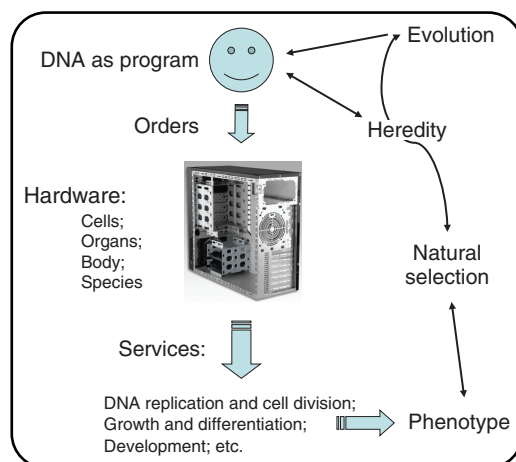 Evolution
DNA as program
Orders
Heredity
Hardware:
Cells;
Organs;
Body;
Species
Natural
selection
Services:
DNA replication and cell division;
Growth and differentiation;
Development; etc.
Phenotype